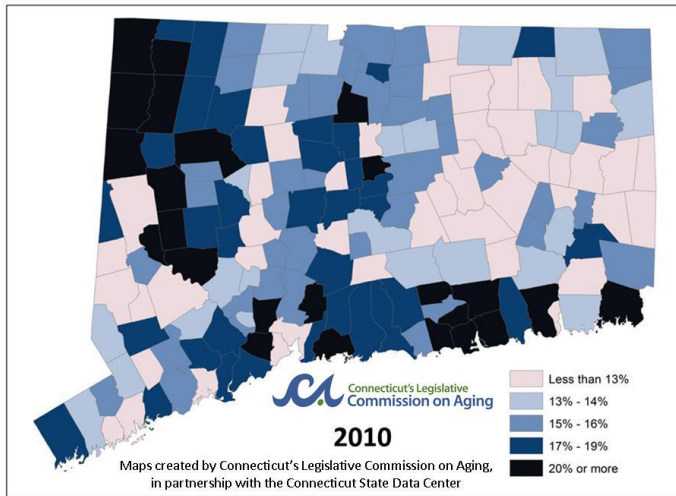 CA
Connecticut's Legislative
Commission on Aging
2010
Maps created by Connecticut's Legislative Commission on Aging,
in partnership with the Connecticut State Data Center
Less than 13%
13% - 14%
15% - 16%
17% - 19%
20% or more